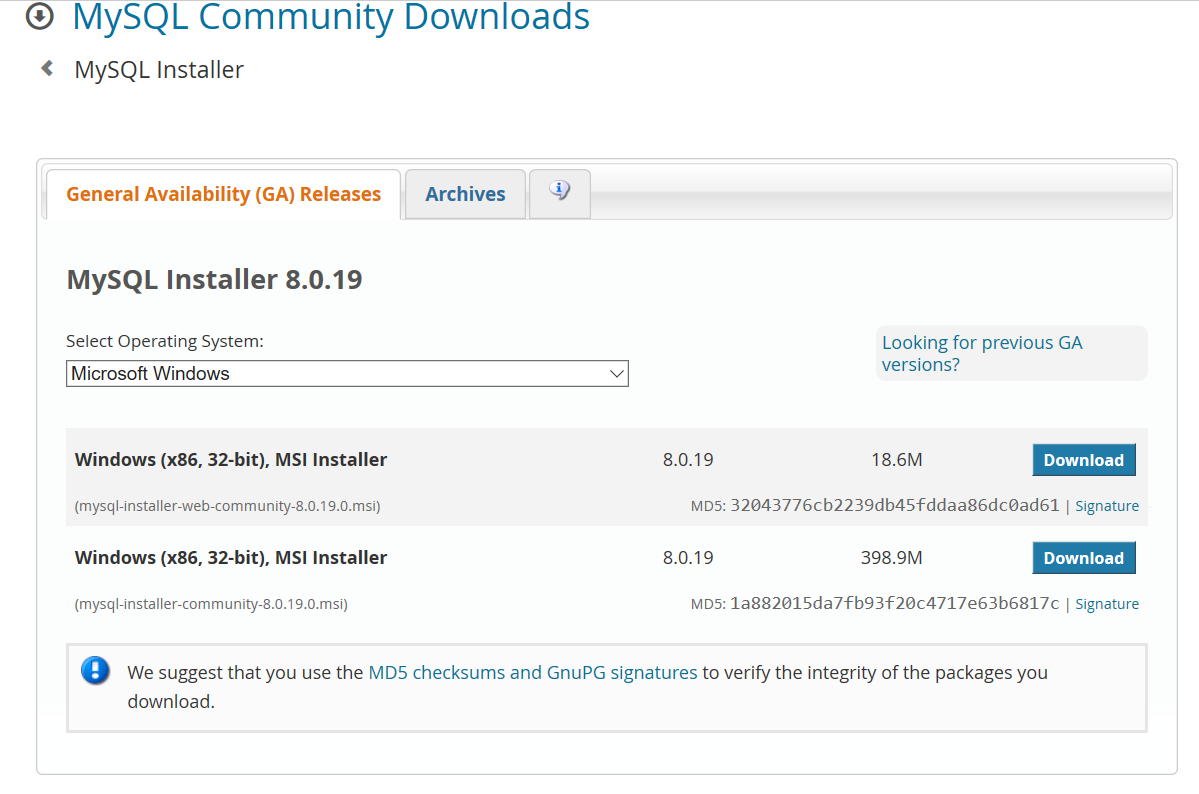 MySQL Community Downloads
MySQL Installer
General Availability (GA) Releases Archives
MySQL Installer 8.0.19
Select Operating System:
Looking for previous GA
versions?
Microsoft Windows
Windows (x86, 32-bit), MSI Installer 8.0.19 18.6M Download
(mysql-installer-web-community-8.0.19.0.msi) MD5: 32043776cb2239db45fddaa86dc0ad61 | Signature
Windows (x86, 32-bit), MSI Installer 8.0.19 398.9M Download
(mysql-installer-community-8.0.19.0.msi) MD5: 1a882015da7fb93f20c4717e63b6817c | Signature
We suggest that you use the MD5 checksums and GnuPG signatures to verify the integrity of the packages you
download.